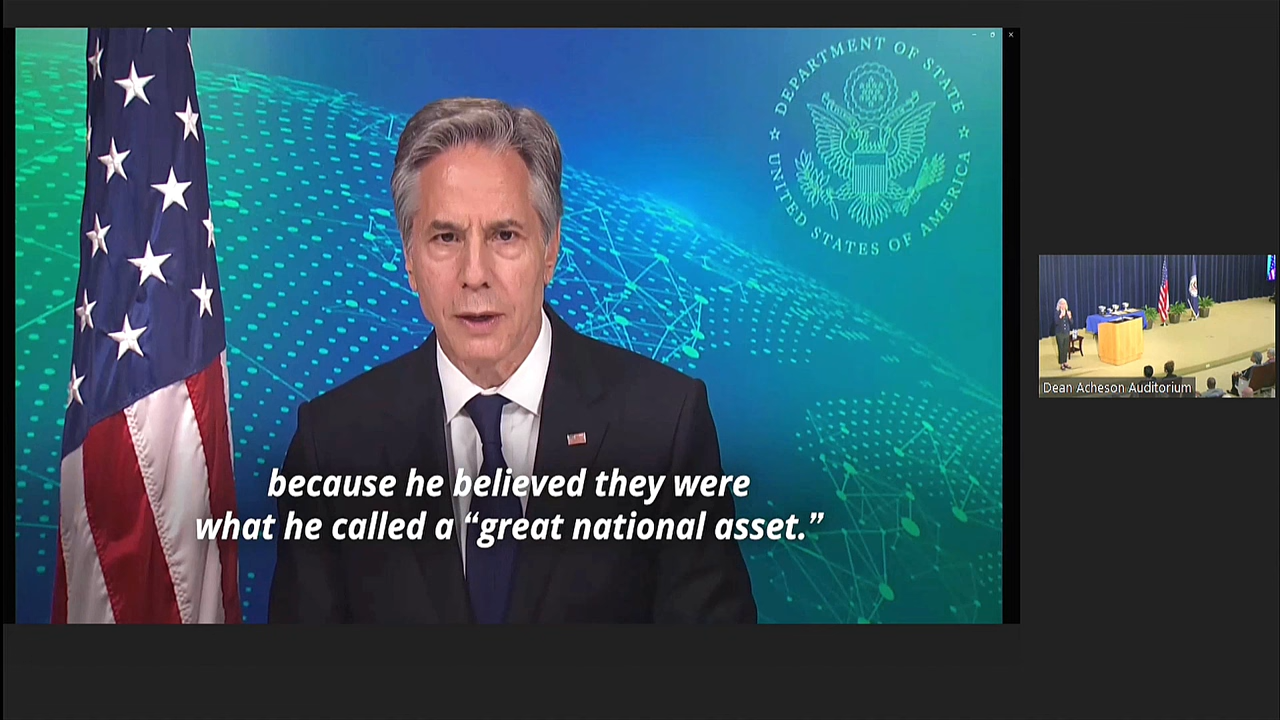 DEPARTMENT OF STATE
UNITED STATES OF AMERICA
because he believed they were
what he called a “great national asset.”
Dean Acheson Auditorium